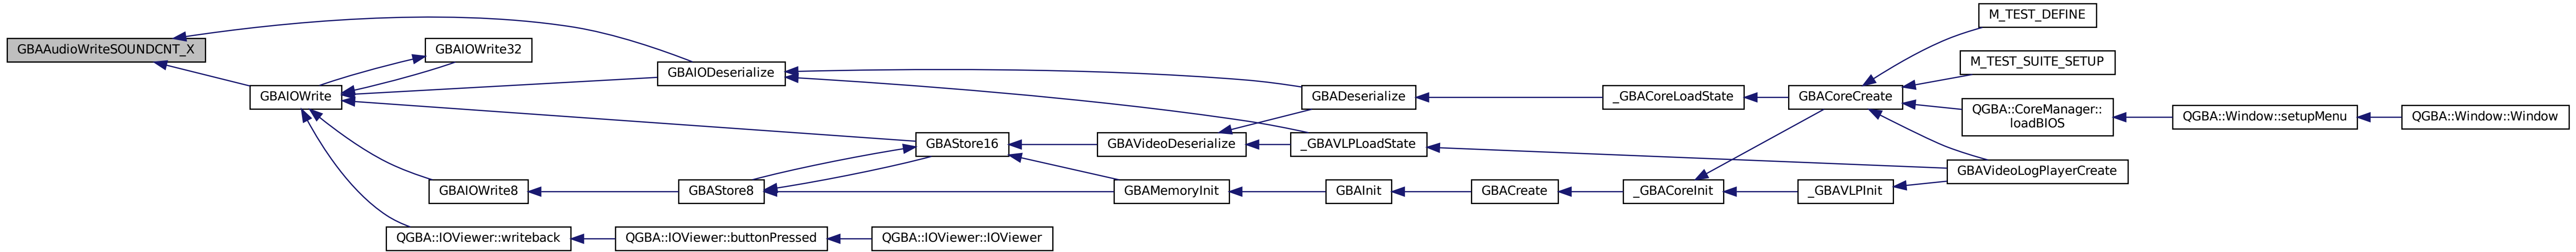 GBAAudioWriteSOUNDCNT_X
GBAIOWrite
GBAIOWrite32
GBAIODeserialize
GBAStore16
GBAIOWrite8
GBAStore8
QGBA::IOViewer::writeback
QGBA::IOViewer::buttonPressed
QGBA::IOViewer::IOViewer
GBAVideoDeserialize
GBAMemoryInit
GBADeserialize
_GBAVLPLoadState
GBAInit
GBACreate
_GBACoreLoadState
_GBACoreInit
GBACoreCreate
_GBAVLPInit
M_TEST_DEFINE
M_TEST_SUITE_SETUP
QGBA::CoreManager::
loadBIOS
GBAVideoLogPlayerCreate
QGBA::Window::setupMenu
QGBA::Window::Window